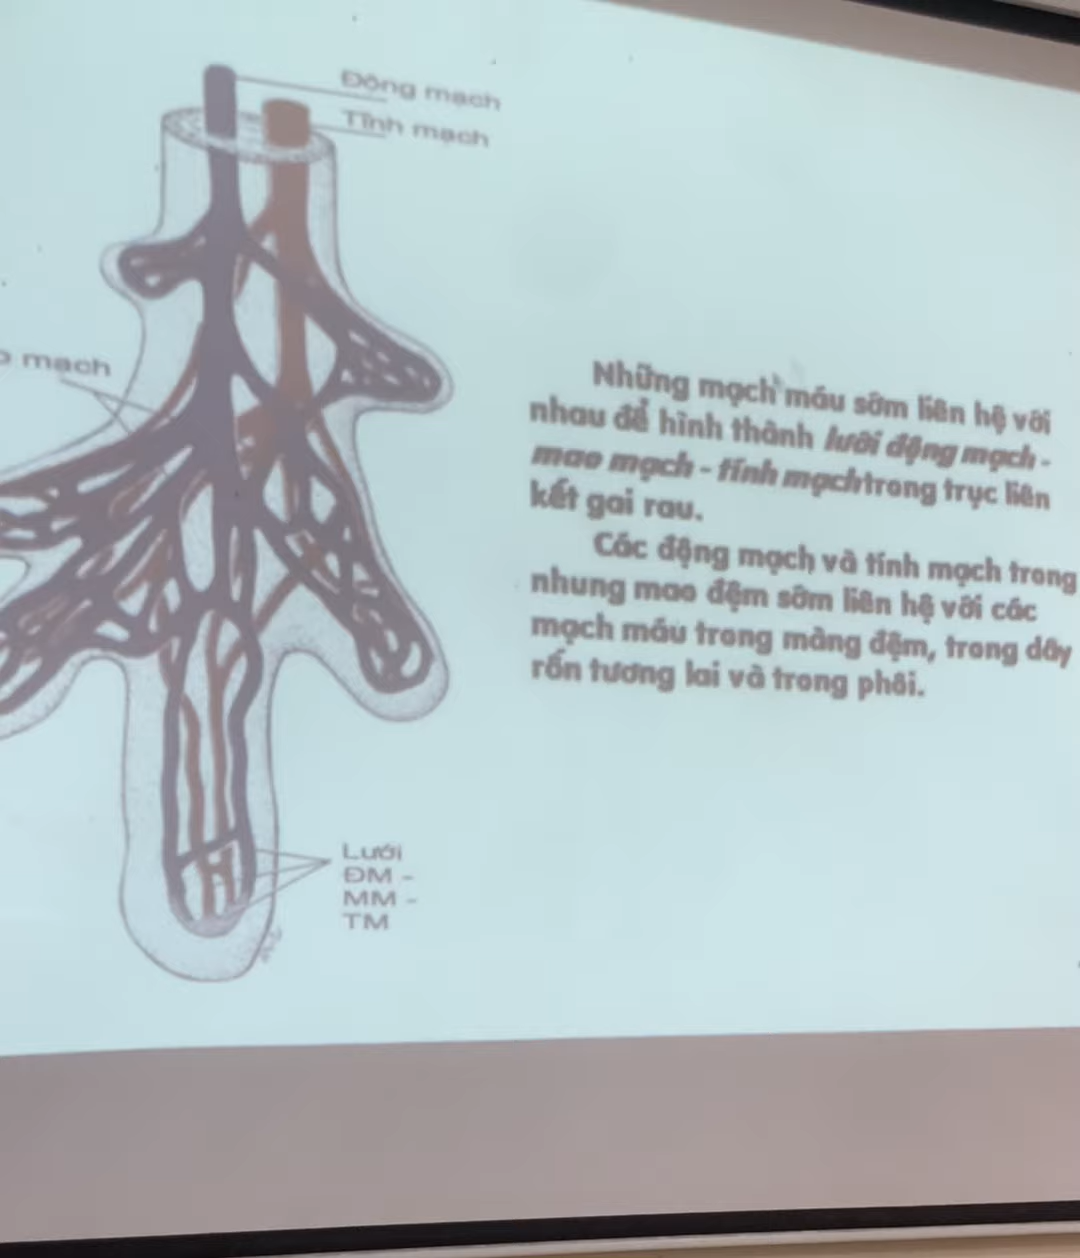 Động mạch
Tĩnh mạch
mạch
Những mạch máu sớm liên hệ với
nhau để hình thành lưới động mạch -
mao mạch - tính mạch trong trục liên
kết gai rau.
Các động mạch và tính mạch trong
nhung mao đệm sớm liên hệ với các
mạch máu trong màng đệm, trong dây
rốn tương lai và trong phôi.
Lưới
ĐM -
MM -
TM